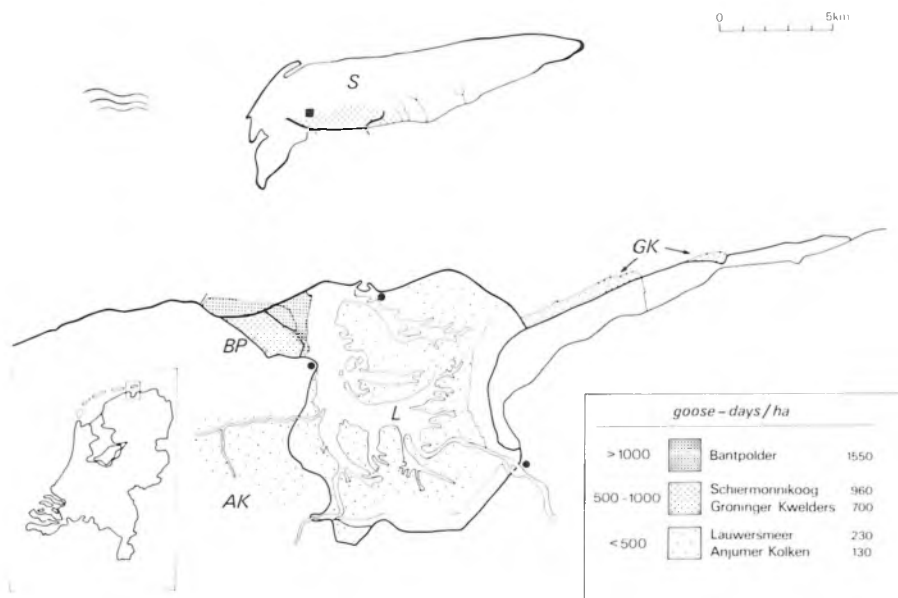 0 5km
S
GK
BP
L
AK
goose-days/ha
>1000 Bantpolder 1550
500-1000 Schiermonnikoog 960
Groninger Kwelders 700
<500 Lauwersmeer 230
Anjumer Kolken 130